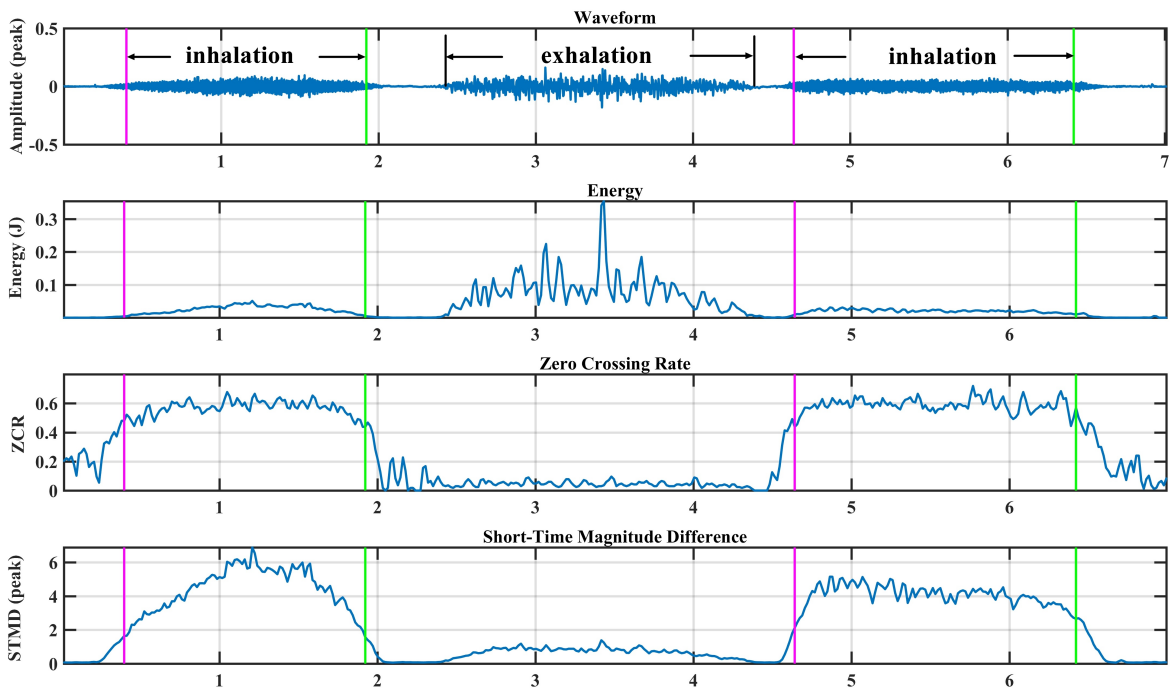 Waveform
0.5
inhalation
exhalation
inhalation
0
-0.5
Amplitude (peak)
1 2 3 4 5 6 7
Energy
0.3
0.2
0.1
Energy (J)
1 2 3 4 5 6
Zero Crossing Rate
0.6
0.4
0.2
0
ZCR
1 2 3 4 5 6
Short-Time Magnitude Difference
6
4
2
0
STMD (peak)
1 2 3 4 5 6